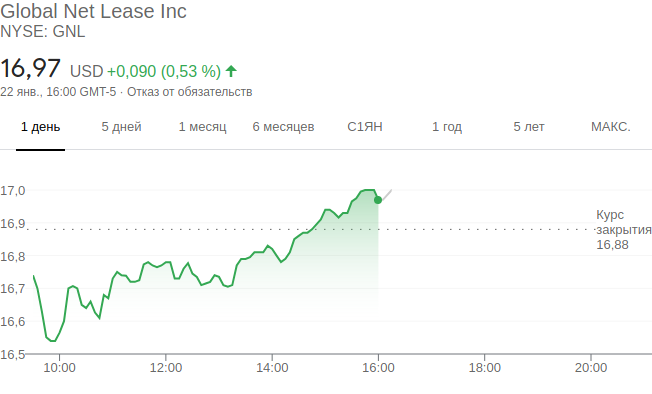 Global Net Lease Inc
NYSE: GNL
16,97 USD +0,090 (0,53 %)
22 янв., 16:00 GMT-5 · Отказ от обязательств
1 день 5 дней 1 месяц 6 месяцев С1ЯН 1 год 5 лет МАКС.
17,0
16,9
16,8
16,7
16,6
16,5
Курс
закрытия
16,88
10:00 12:00 14:00 16:00 18:00 20:00